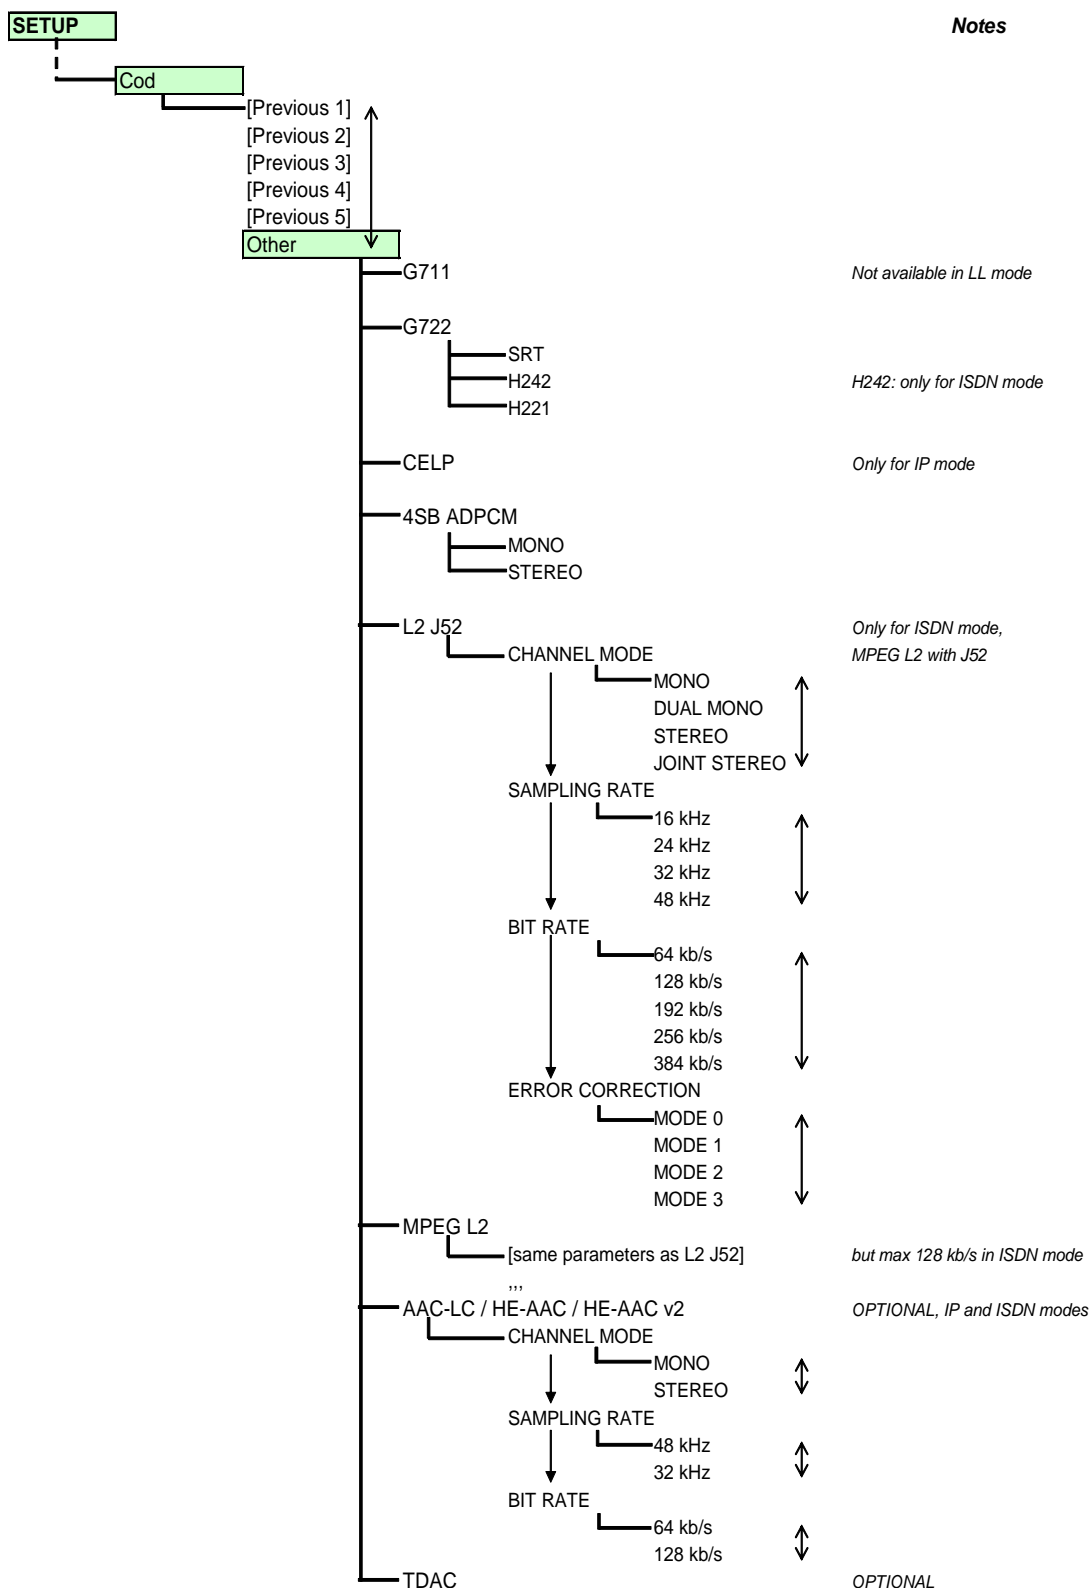 SETUP Notes
Cod
[Previous 1]
[Previous 2]
[Previous 3]
[Previous 4]
[Previous 5]
Other
G711 Not available in LL mode
G722
SRT
H242 H242: only for ISDN mode
H221
CELP Only for IP mode
4SB ADPCM
MONO
STEREO
L2 J52 Only for ISDN mode,
CHANNEL MODE MPEG L2 with J52
MONO
DUAL MONO
STEREO
JOINT STEREO
SAMPLING RATE
16 kHz
24 kHz
32 kHz
48 kHz
BIT RATE
64 kb/s
128 kb/s
192 kb/s
256 kb/s
384 kb/s
ERROR CORRECTION
MODE 0
MODE 1
MODE 2
MODE 3
MPEG L2
[same parameters as L2 J52] but max 128 kb/s in ISDN mode
,,,
AAC-LC / HE-AAC / HE-AAC v2 OPTIONAL, IP and ISDN modes
CHANNEL MODE
MONO
STEREO
SAMPLING RATE
48 kHz
32 kHz
BIT RATE
64 kb/s
128 kb/s
TDAC OPTIONAL